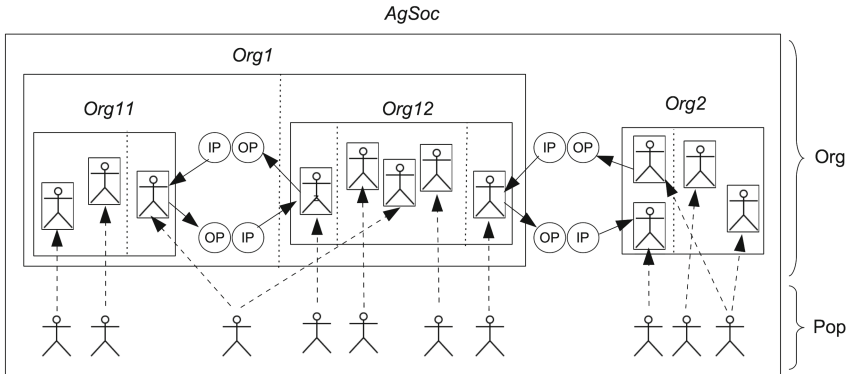 AgSoc
Org1
Org11
Org12
Org2
IP OP
IP OP
Org
OP IP
OP IP
Pop